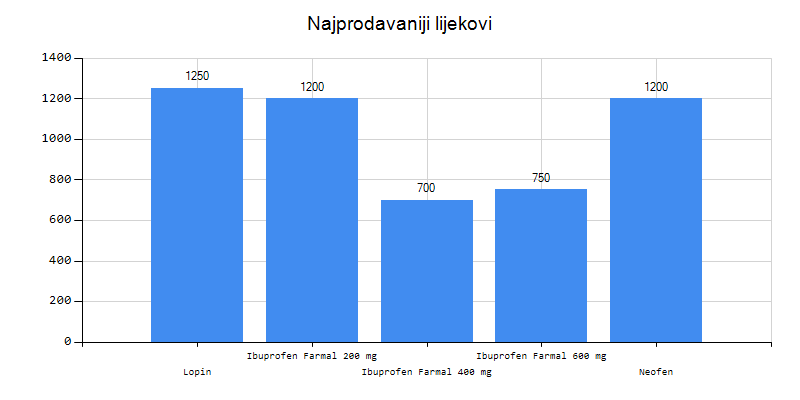 Najprodavaniji lijekovi
1400
1200
1000
800
600
400
200
0
1250
1200
700
750
1200
Ibuprofen Farmal 200 mg
Ibuprofen Farmal 600 mg
Lopin
Ibuprofen Farmal 400 mg
Neofen